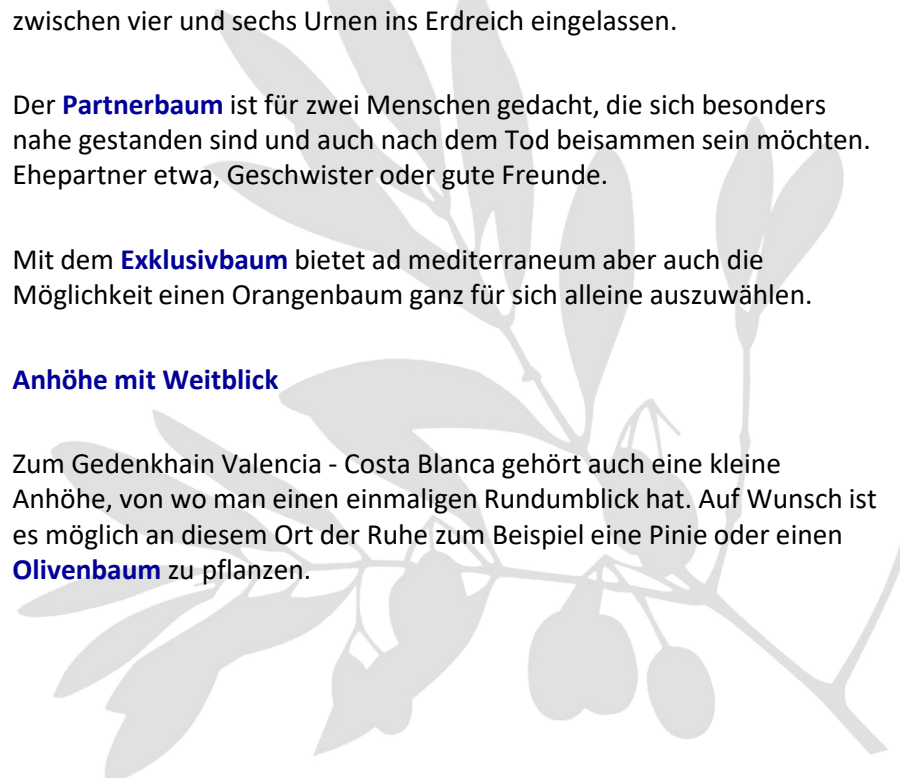 zwischen vier und sechs Urnen ins Erdreich eingelassen.
Der Partnerbaum ist für zwei Menschen gedacht, die sich besonders
nahe gestanden sind und auch nach dem Tod beisammen sein möchten.
Ehepartner etwa, Geschwister oder gute Freunde.
Mit dem Exklusivbaum bietet ad mediterraneum aber auch die
Möglichkeit einen Orangenbaum ganz für sich alleine auszuwählen.
Anhöhe mit Weitblick
Zum Gedenkhain Valencia - Costa Blanca gehört auch eine kleine
Anhöhe, von wo man einen einmaligen Rundumblick hat. Auf Wunsch ist
es möglich an diesem Ort der Ruhe zum Beispiel eine Pinie oder einen
Olivenbaum zu pflanzen.